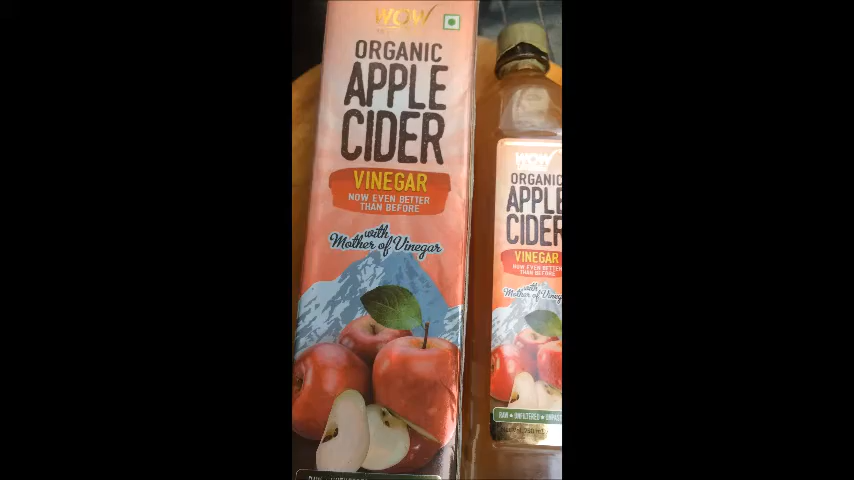 WOW
ORGANIC
APPLE
CIDER
VINEGAR
NOW EVEN BETTER
THAN BEFORE
with
Mother of Vinegar
WOW
ORGANIC
APPLE
CIDER
VINEGAR
NOW EVEN BETTER
THAN BEFORE
with
Mother of Vineg
RAW • UNFILTERED •